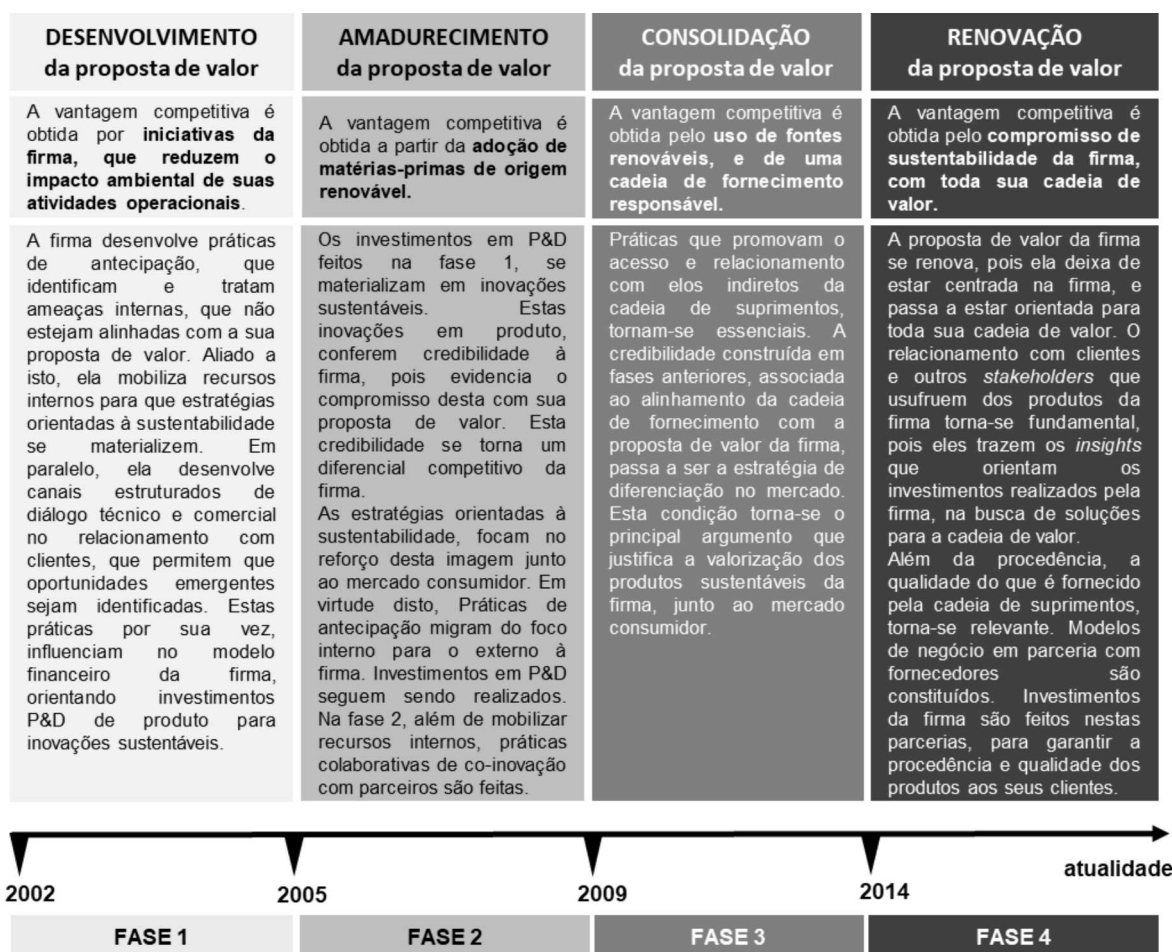 DESENVOLVIMENTO
da proposta de valor
A vantagem competitiva é
obtida por iniciativas da
firma, que reduzem o
impacto ambiental de suas
atividades operacionais.
A firma desenvolve práticas
de antecipação, que
identificam e tratam
ameaças internas, que não
estejam alinhadas com a sua
proposta de valor. Aliado a
isto, ela mobiliza recursos
internos para que estratégias
orientadas à sustentabilidade
se materializem. Em
paralelo, ela desenvolve
canais estruturados de
diálogo técnico e comercial
no relacionamento com
clientes, que permitem que
oportunidades emergentes
sejam identificadas. Estas
práticas por sua vez,
influenciam no modelo
financeiro da firma,
orientando investimentos
P&D de produto para
inovações sustentáveis.
AMADURECIMENTO
da proposta de valor
A vantagem competitiva é
obtida a partir da adoção de
matérias-primas de origem
renovável.
Os investimentos em P&D
feitos na fase 1, se
materializam em inovações
sustentáveis. Estas
inovações em produto,
conferem credibilidade à
firma, pois evidencia o
compromisso desta com sua
proposta de valor. Esta
credibilidade se torna um
diferencial competitivo da
firma.
As estratégias orientadas à
sustentabilidade, focam no
reforço desta imagem junto
ao mercado consumidor. Em
virtude disto, Práticas de
antecipação migram do foco
interno para o externo à
firma. Investimentos em P&D
seguem sendo realizados.
Na fase 2, além de mobilizar
recursos internos, práticas
colaborativas de co-inovação
com parceiros são feitas.
CONSOLIDAÇÃO
da proposta de valor
A vantagem competitiva é
obtida pelo uso de fontes
renováveis, e de uma
cadeia de fornecimento
responsável.
Práticas que promovam o
acesso e relacionamento
com elos indiretos da
cadeia de suprimentos,
tornam-se essenciais. A
credibilidade construída em
fases anteriores, associada
ao alinhamento da cadeia
de fornecimento com a
proposta de valor da firma,
passa a ser a estratégia de
diferenciação no mercado.
Esta condição torna-se o
principal argumento que
justifica a valorização dos
produtos sustentáveis da
firma, junto ao mercado
consumidor.
RENOVAÇÃO
da proposta de valor
A vantagem competitiva é
obtida pelo compromisso de
sustentabilidade da firma,
com toda sua cadeia de
valor.
A proposta de valor da firma
se renova, pois ela deixa de
estar centrada na firma, e
passa a estar orientada para
toda sua cadeia de valor. O
relacionamento com clientes
e outros stakeholders que
usufruem dos produtos da
firma torna-se fundamental,
pois eles trazem os insights
que orientam os
investimentos realizados pela
firma, na busca de soluções
para a cadeia de valor.
Além da procedência, a
qualidade do que é fornecido
pela cadeia de suprimentos,
torna-se relevante. Modelos
de negócio em parceria com
fornecedores são
constituídos. Investimentos
da firma são feitos nestas
parcerias, para garantir a
procedência e qualidade dos
produtos aos seus clientes.
atualidade
2002
2005
2009
2014
FASE 1
FASE 2
FASE 3
FASE 4